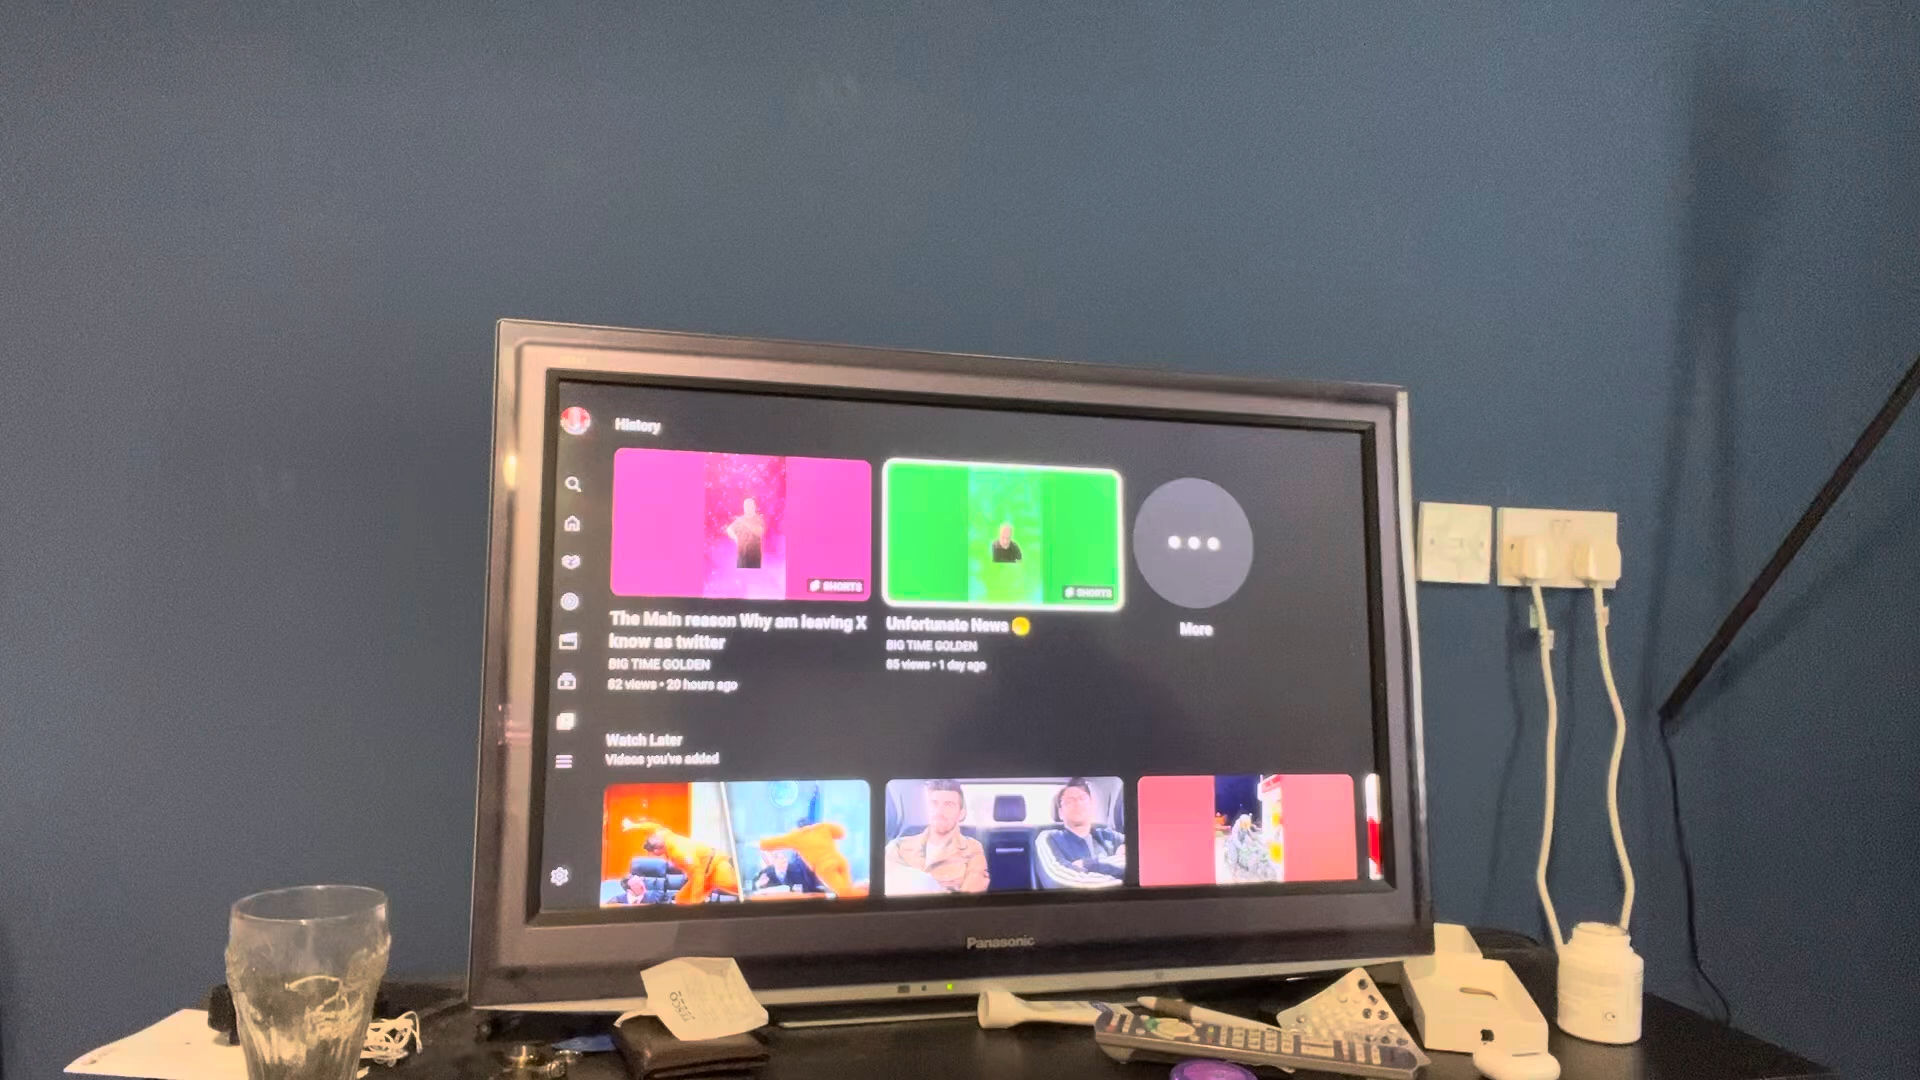 History
SHORTS
SHORTS
The Main reason Why am leaving X
know as twitter
BIG TIME GOLDEN
82 views • 20 hours ago
Unfortunate News
BIG TIME GOLDEN
85 views • 1 day ago
More
Watch Later
Videos you've added
Panasonic
TESCO